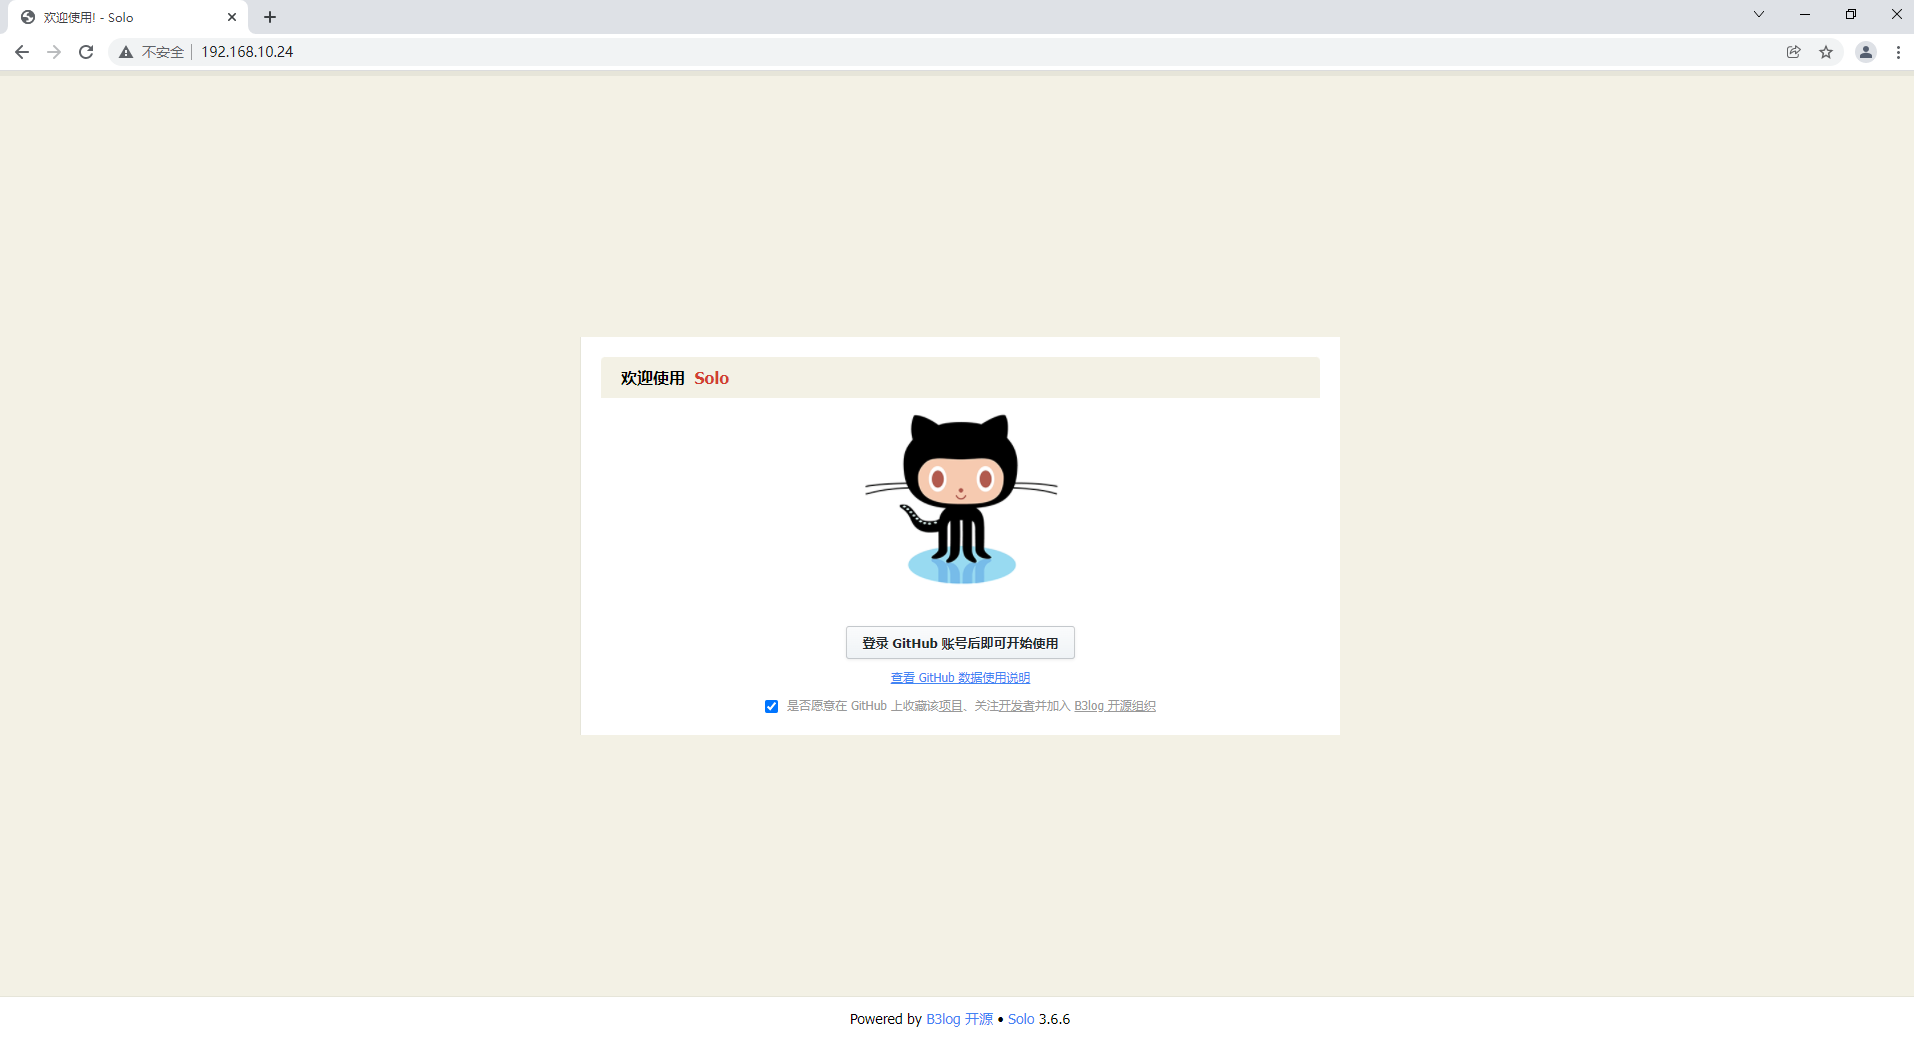 欢迎使用! - Solo
不安全 192.168.10.24
欢迎使用 Solo
登录 GitHub 账号后即可开始使用
查看 GitHub 数据使用说明
是否愿意在 GitHub 上收藏该项目、关注开发者并加入 B3log 开源组织
Powered by B3log 开源 • Solo 3.6.6